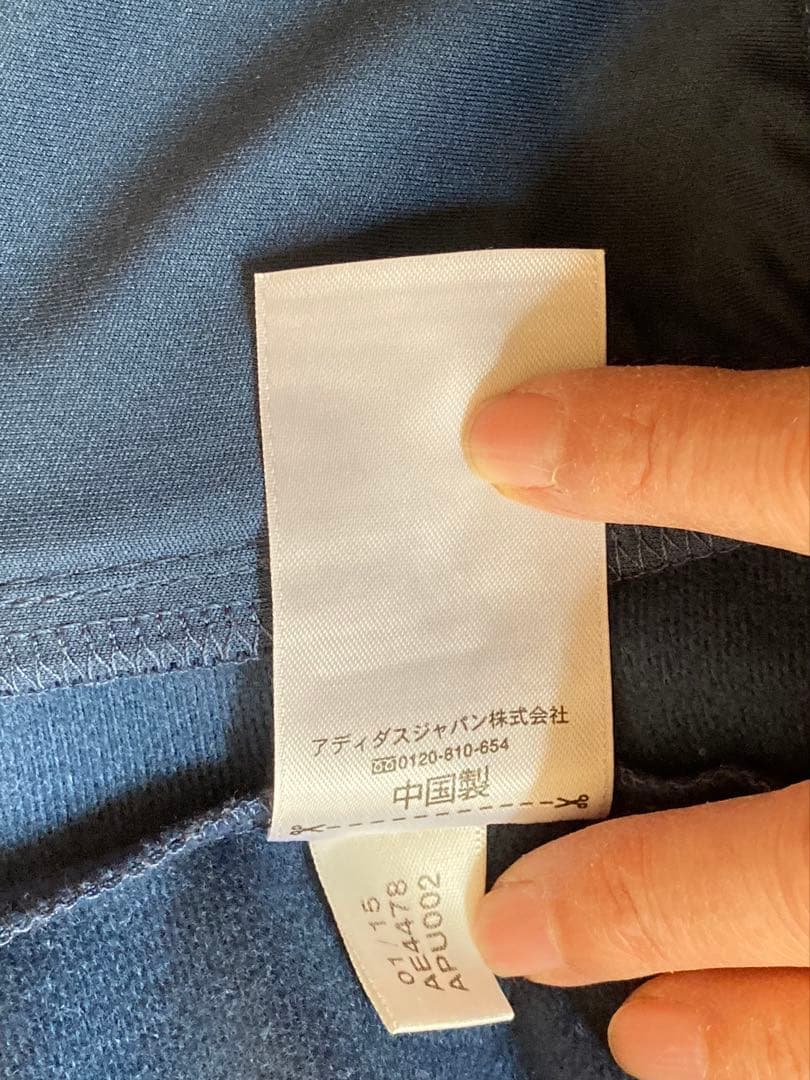 アディダスジャパン株式会社
0120-810-654
中国製
01/15
AE4478
APU002